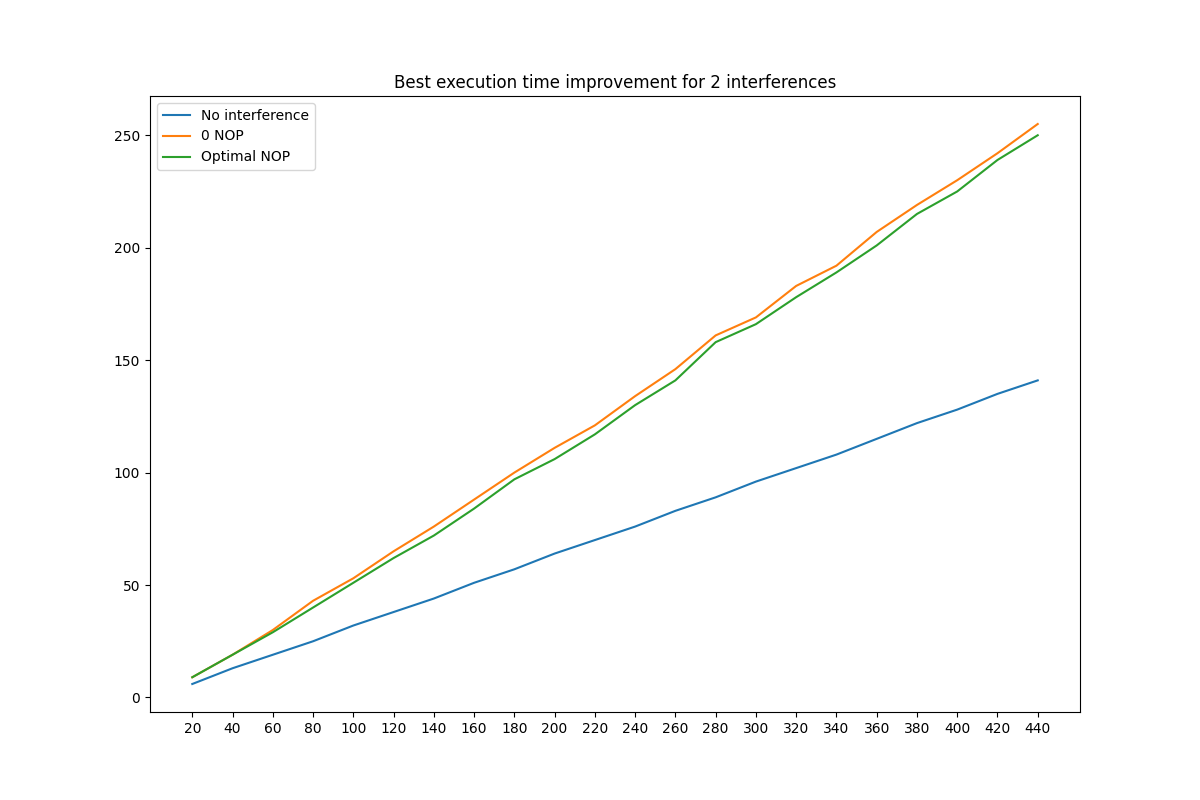 Best execution time improvement for 2 interferences
No interference
0 NOP
Optimal NOP
250
200
150
100
50
0
20 40 60 80 100 120 140 160 180 200 220 240 260 280 300 320 340 360 380 400 420 440